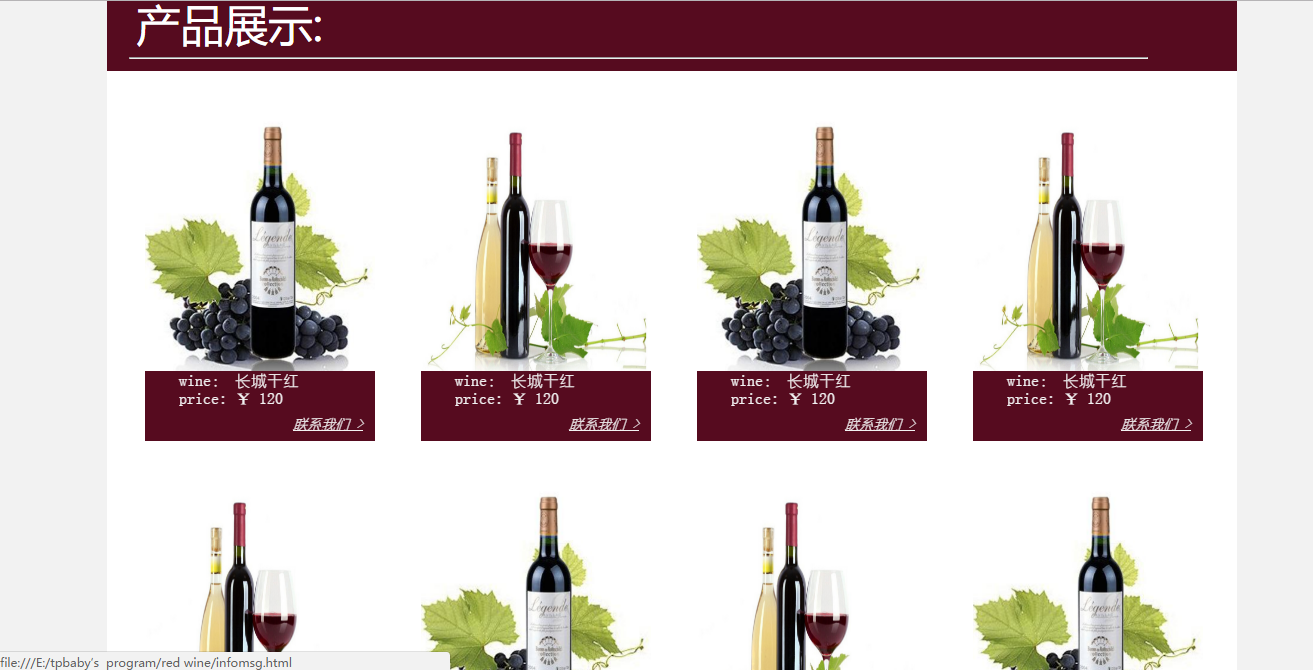 产品展示:
wine: 长城干红
price: ¥ 120
联系我们 >
wine: 长城干红
price: ¥ 120
联系我们 >
wine: 长城干红
price: ¥ 120
联系我们 >
wine: 长城干红
price: ¥ 120
联系我们 >
Légende
Légende
Légende
Légende
file:///E:/tpbaby's  program/red wine/infomsg.html